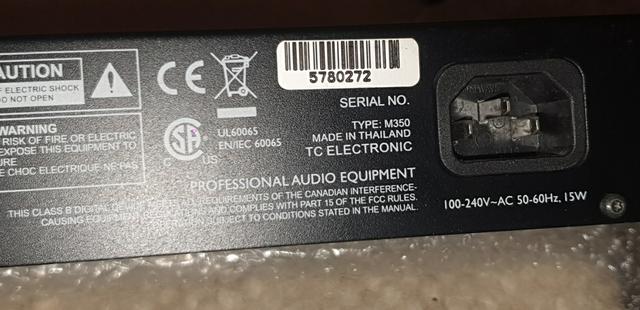 AUTION
F ELECTRIC SHOCK
O NOT OPEN
WARNING
RISK OF FIRE OR ELECTRIC
EXPOSE THIS EQUIPMENT TO
URE
E CHOC ELECTRIQUE NE PAS
CE
5780272
SERIAL NO.
UL60065
EN/IEC 60065
C US
TYPE: M350
MADE IN THAILAND
TC ELECTRONIC
PROFESSIONAL AUDIO EQUIPMENT
THIS CLASS B DIGITAL REQUIREMENTS OF THE CANADIAN INTERFERENCE-
CAUSING EQUIPMENT AND COMPLIES WITH PART 15 OF THE FCC RULES.
SUBJECT TO CONDITIONS STATED IN THE MANUAL.
100-240V~AC 50-60Hz, 15W